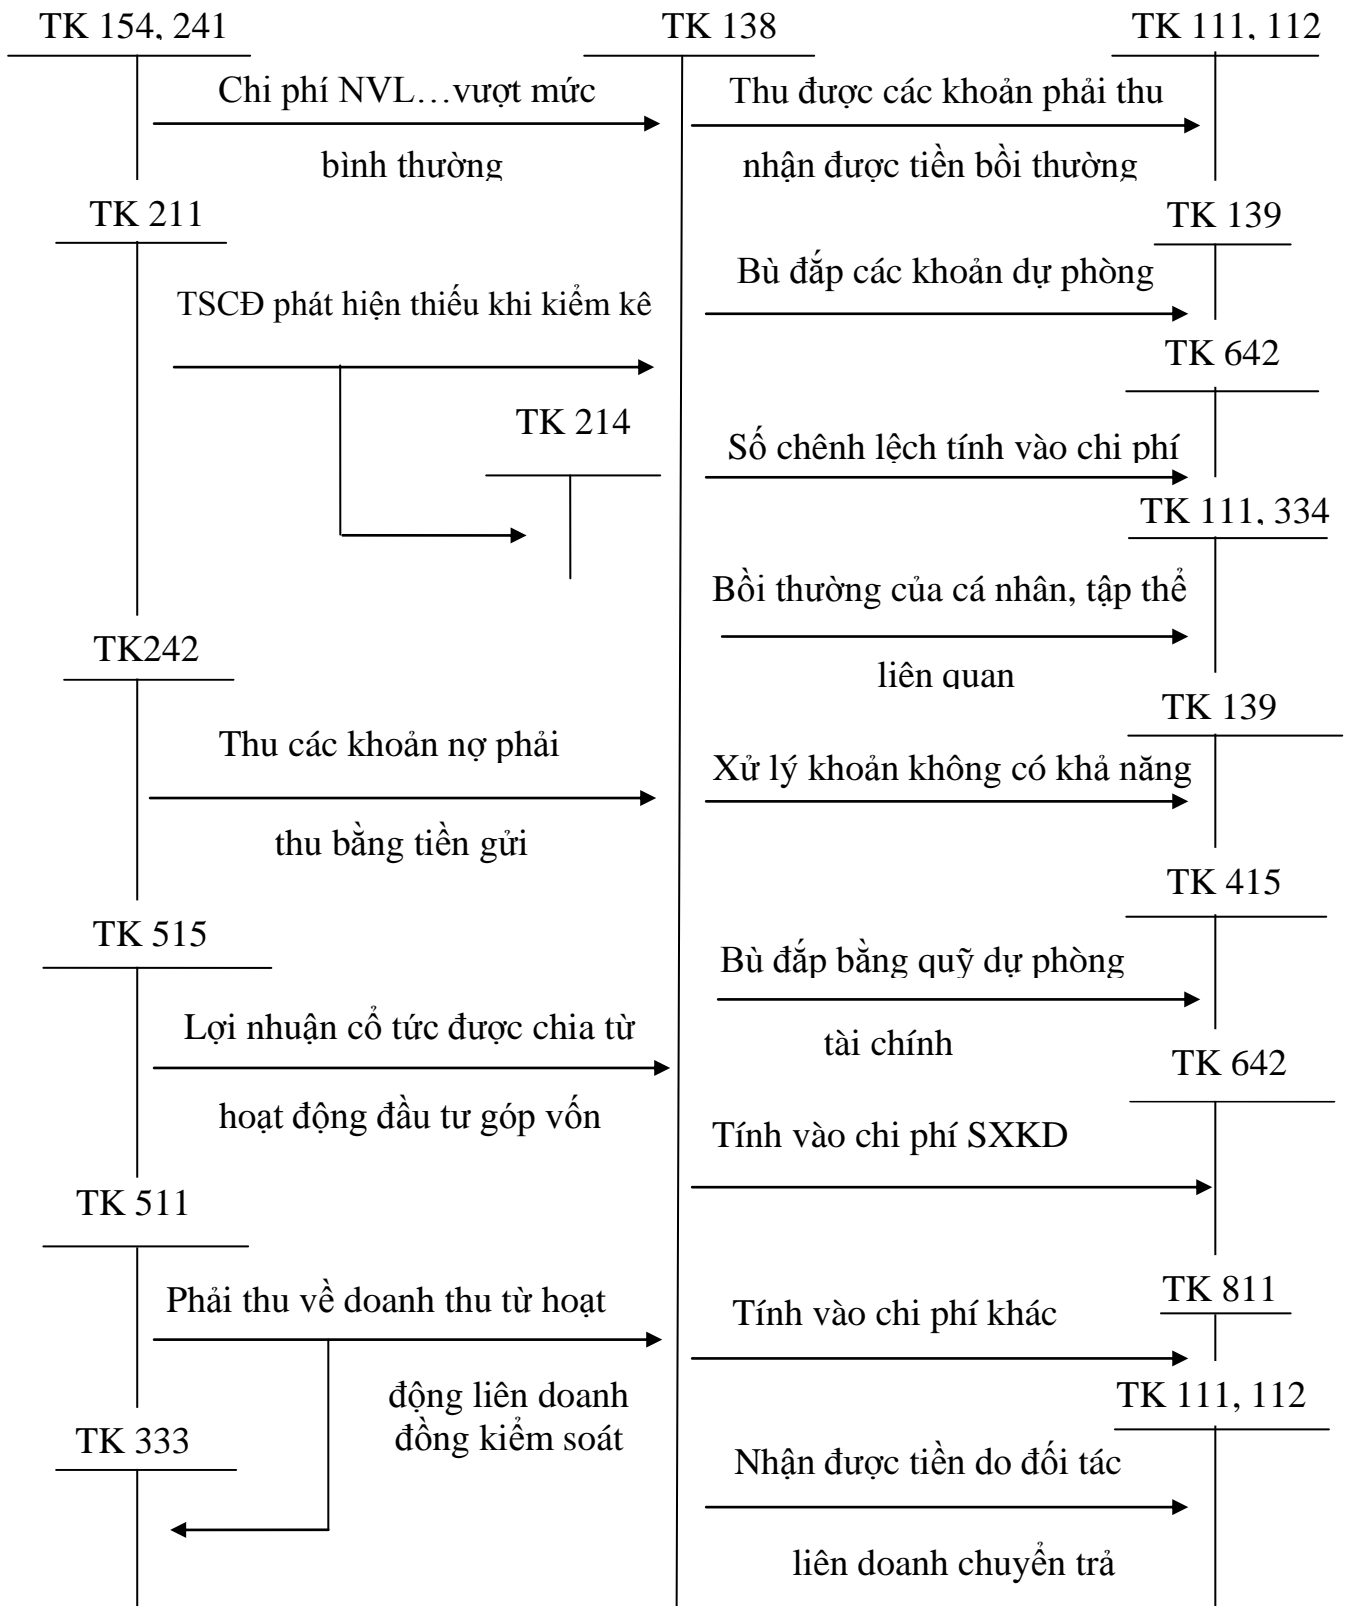 TK 154, 241
TK 138
TK 111, 112
Chi phí NVL…vượt mức
Thu được các khoản phải thu
bình thường
nhận được tiền bồi thường
TK 211
TK 139
Bù đắp các khoản dự phòng
TSCĐ phát hiện thiếu khi kiểm kê
TK 642
TK 214
Số chênh lệch tính vào chi phí
TK 111, 334
Bồi thường của cá nhân, tập thể
TK242
liên quan
TK 139
Thu các khoản nợ phải
Xử lý khoản không có khả năng
thu bằng tiền gửi
TK 415
TK 515
Bù đắp bằng quỹ dự phòng
Lợi nhuận cổ tức được chia từ
tài chính
TK 642
hoạt động đầu tư góp vốn
Tính vào chi phí SXKD
TK 511
TK 811
Phải thu về doanh thu từ hoạt
Tính vào chi phí khác
động liên doanh
TK 111, 112
đồng kiểm soát
TK 333
Nhận được tiền do đối tác
liên doanh chuyển trả